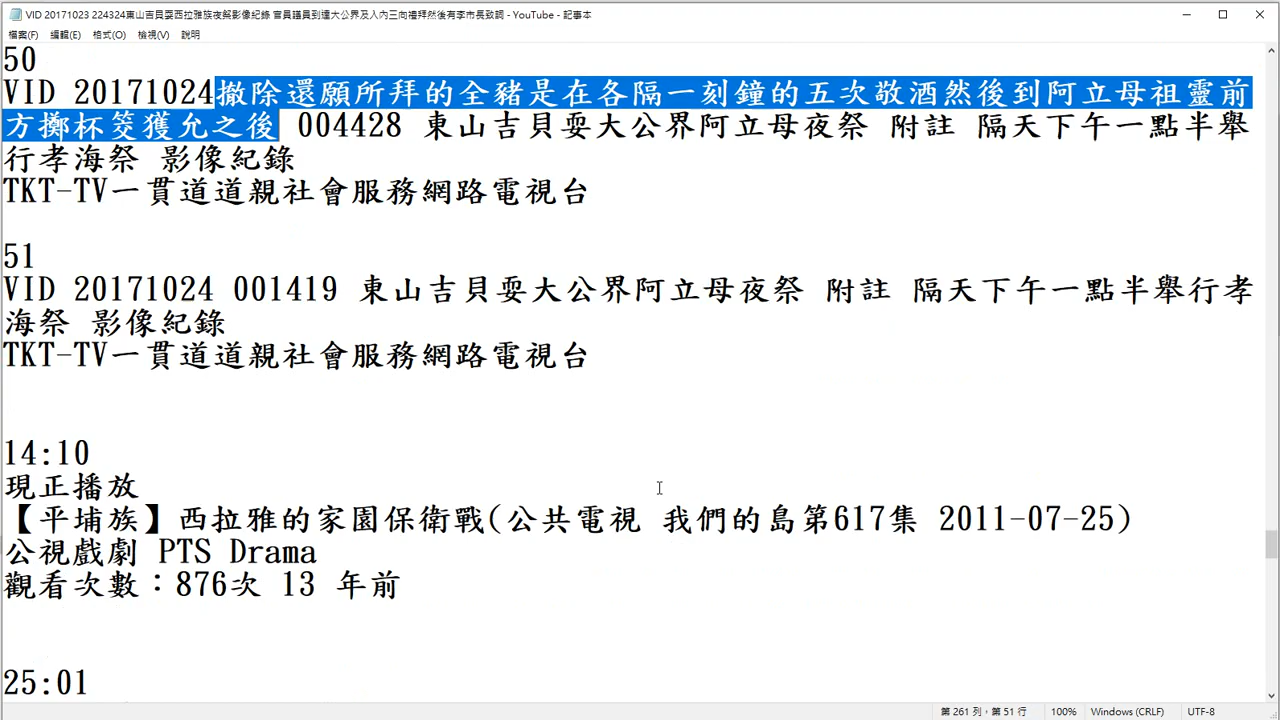 VID 20171023 224324東山吉貝耍西拉雅族夜祭影像紀錄 官員議員到達大公界及入內三向禮拜然後有李市長致詞 - YouTube - 記事本
檔案(F) 編輯(E) 格式(O) 檢視(V) 說明
50
VID 20171024撤除還願所拜的全豬是在各隔一刻鐘的五次敬酒然後到阿立母祖靈前
方擲杯筊獲允之後 004428 東山吉貝耍大公界阿立母夜祭 附註 隔天下午一點半舉
行孝海祭 影像紀錄
TKT-TV一貫道道親社會服務網路電視台
51
VID 20171024 001419 東山吉貝耍大公界阿立母夜祭 附註 隔天下午一點半舉行孝
海祭 影像紀錄
TKT-TV一貫道道親社會服務網路電視台
14:10
現正播放
【平埔族】西拉雅的家園保衛戰(公共電視 我們的島第617集 2011-07-25)
公視戲劇 PTS Drama
觀看次數：876次 13 年前
25:01
第 261 列，第 51 行 100% Windows (CRLF) UTF-8